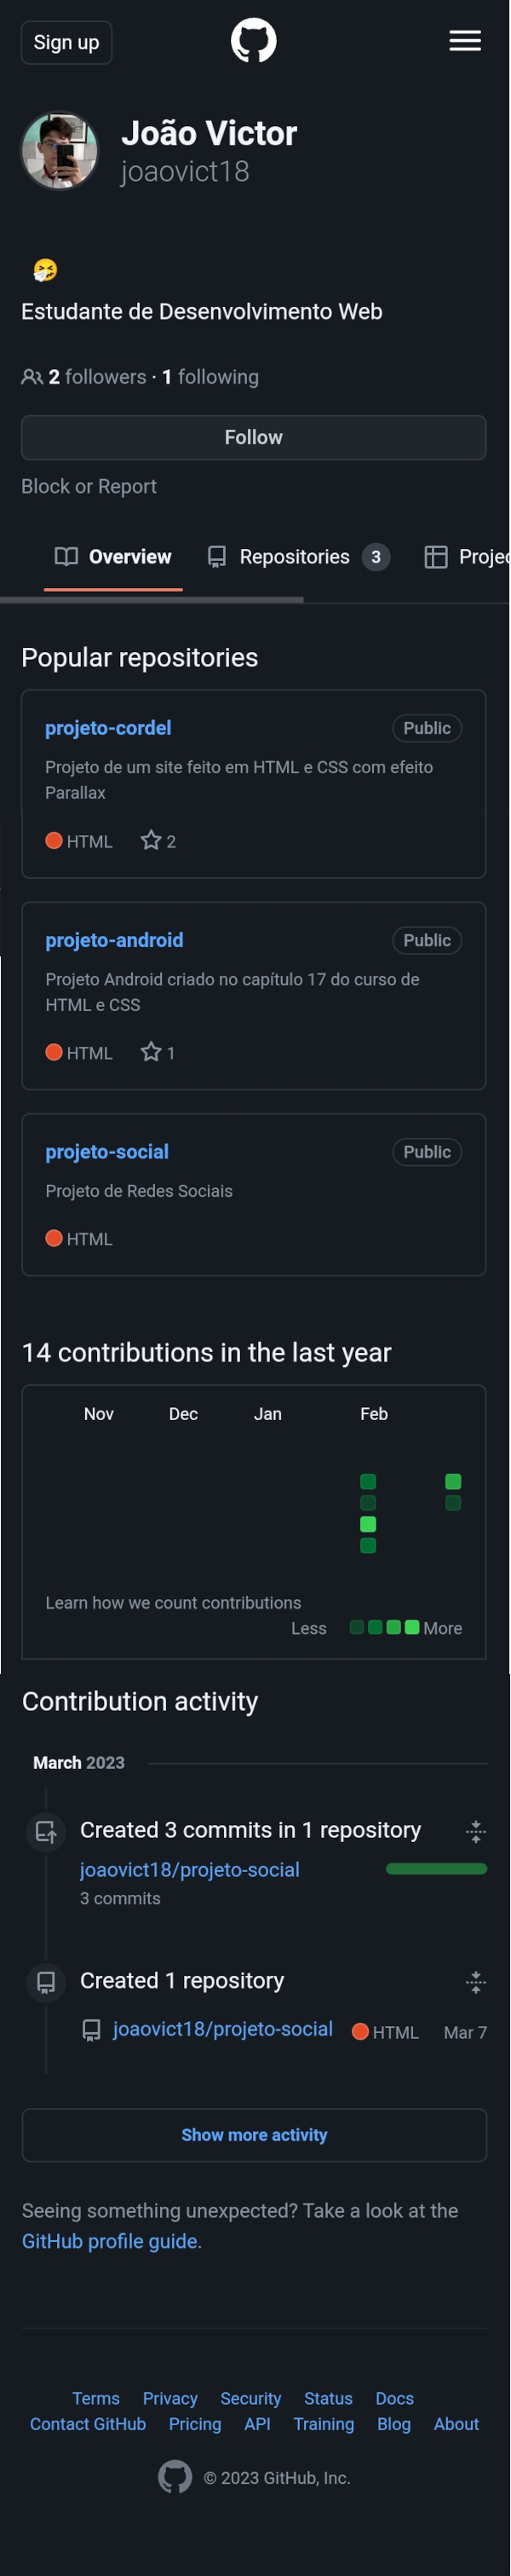 Sign up
João Victor
joaovict18
Estudante de Desenvolvimento Web
2 followers · 1 following
Follow
Block or Report
Overview Repositories 3 Projec
Popular repositories
projeto-cordel Public
Projeto de um site feito em HTML e CSS com efeito
Parallax
HTML 2
projeto-android Public
Projeto Android criado no capítulo 17 do curso de
HTML e CSS
HTML 1
projeto-social Public
Projeto de Redes Sociais
HTML
14 contributions in the last year
Nov Dec Jan Feb
Learn how we count contributions
Less More
Contribution activity
March 2023
Created 3 commits in 1 repository
joaovict18/projeto-social
3 commits
Created 1 repository
joaovict18/projeto-social HTML Mar 7
Show more activity
Seeing something unexpected? Take a look at the
GitHub profile guide.
Terms Privacy Security Status Docs
Contact GitHub Pricing API Training Blog About
© 2023 GitHub, Inc.